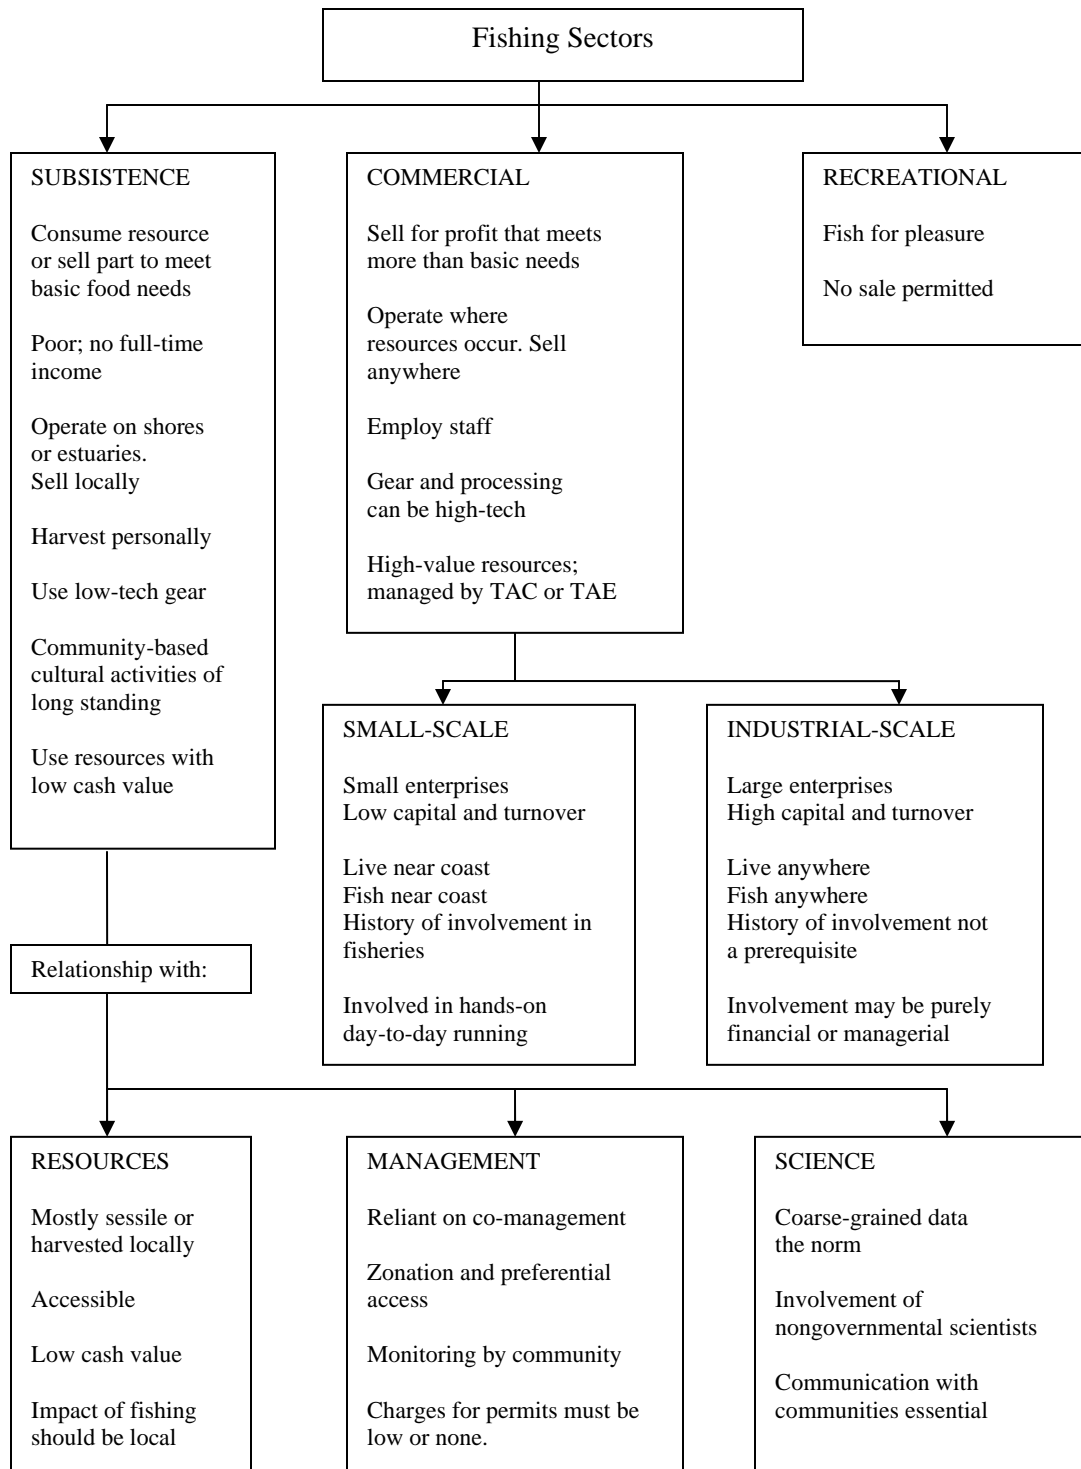 Fishing Sectors
SUBSISTENCE
Consume resource
or sell part to meet
basic food needs
Poor; no full-time
income
Operate on shores
or estuaries.
Sell locally
Harvest personally
Use low-tech gear
Community-based
cultural activities of
long standing
Use resources with
low cash value
COMMERCIAL
Sell for profit that meets
more than basic needs
Operate where
resources occur. Sell
anywhere
Employ staff
Gear and processing
can be high-tech
High-value resources;
managed by TAC or TAE
RECREATIONAL
Fish for pleasure
No sale permitted
SMALL-SCALE
Small enterprises
Low capital and turnover
Live near coast
Fish near coast
History of involvement in
fisheries
Involved in hands-on
day-to-day running
INDUSTRIAL-SCALE
Large enterprises
High capital and turnover
Live anywhere
Fish anywhere
History of involvement not
a prerequisite
Involvement may be purely
financial or managerial
Relationship with:
RESOURCES
Mostly sessile or
harvested locally
Accessible
Low cash value
Impact of fishing
should be local
MANAGEMENT
Reliant on co-management
Zonation and preferential
access
Monitoring by community
Charges for permits must be
low or none.
SCIENCE
Coarse-grained data
the norm
Involvement of
nongovernmental scientists
Communication with
communities essential